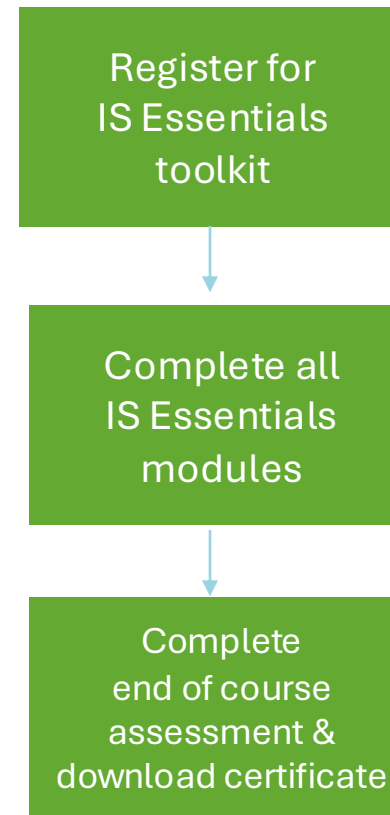 Register for
IS Essentials
toolkit
Complete all
IS Essentials
modules
Complete
end of course
assessment &
download certificate